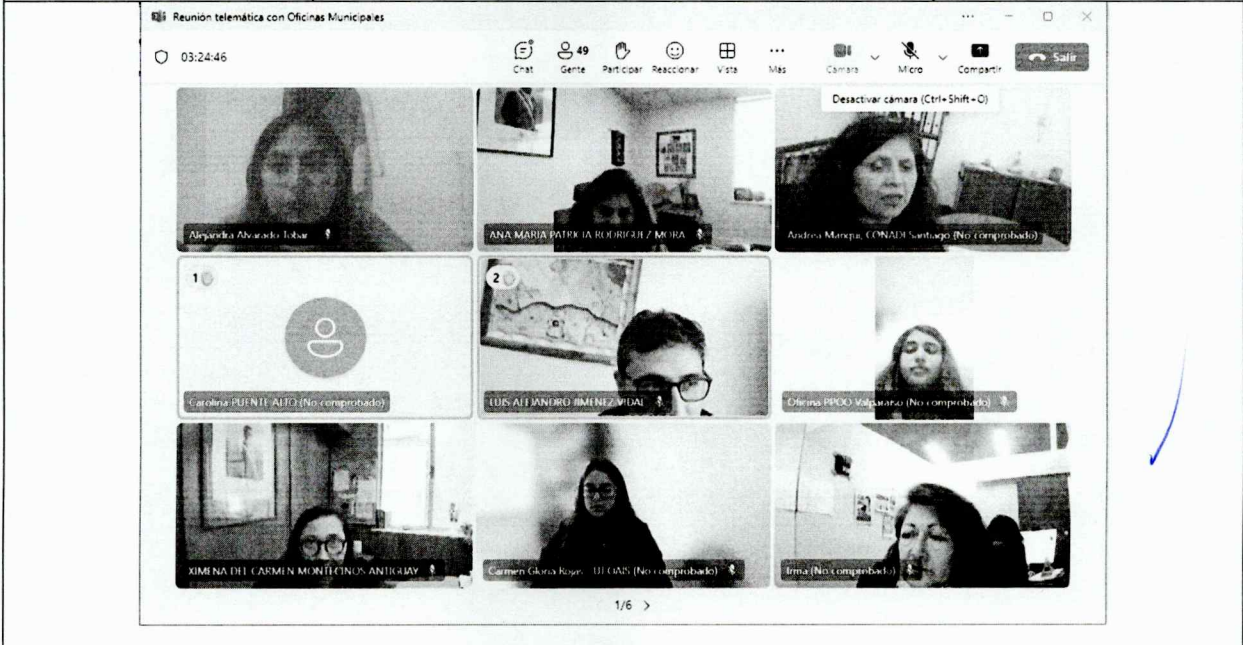 Reunión telemática con Oficinas Municipales
03:24:46
Chat
49
Gente
Participar
Reaccionar
Vista
Más
Cámara
Micro
Compartir
Salir
Desactivar cámara (Ctrl+Shift+O)
Alejandra Alvarado Tobar
ANA MARIA PATRICIA RODRIGUEZ MORA
Andrea Manqui, CONADI Santiago (No comprobado)
1
2
Carolina PUENTE ALTO (No comprobado)
LUIS ALEJANDRO JIMENEZ VIDAL
Oficina PPOO Valparaíso (No comprobado)
XIMENA DEL CARMEN MONTECINOS ANTIGUAY
Carmen Gloria Rojas (No comprobado)
Irma (No comprobado)
1/6